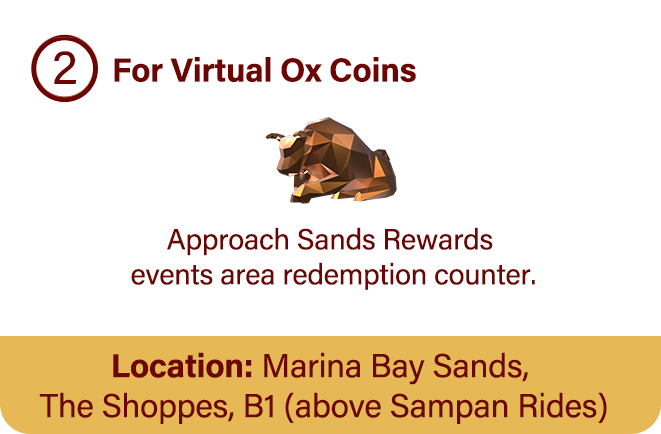 2 For Virtual Ox Coins
Approach Sands Rewards
events area redemption counter.
Location: Marina Bay Sands,
The Shoppes, B1 (above Sampan Rides)